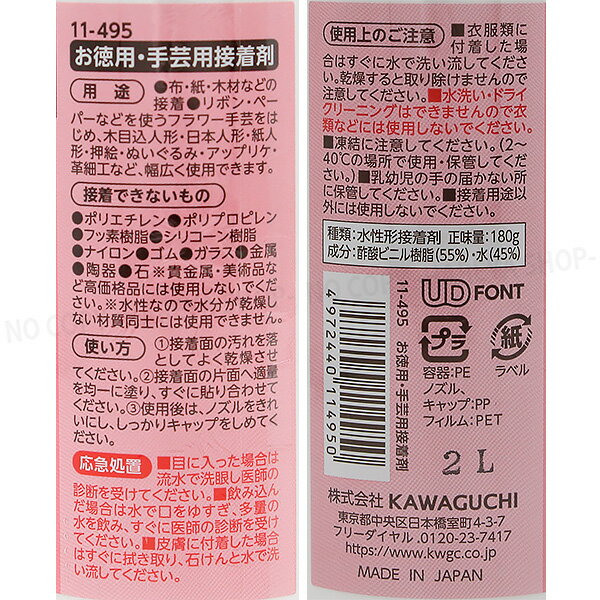 11-495
お徳用・手芸用接着剤
用途 ●布・紙・木材などの
接着●リボン・ペー
パーなどを使うフラワー手芸をは
じめ、木目込人形・日本人形・紙人
形・押絵・ぬいぐるみ・アップリケ・
革細工など、幅広く使用できます。
接着できないもの
●ポリエチレン●ポリプロピレン
●フッ素樹脂●シリコーン樹脂
●ナイロン●ゴム●ガラス●金属
●陶器●石※貴金属・美術品な
ど高価格品には使用しないでくだ
さい。※水性なので水分が乾燥し
ない材質同士には使用できません。
使い方 ①接着面の汚れを落
としてよく乾燥させ
てください。②接着面の片面へ適量
を均一に塗り、すぐに貼り合わせて
ください。③使用後は、ノズルをきれ
いにし、しっかりキャップをしめてく
ださい。
応急処置 ■目に入った場合は
流水で洗眼し医師の
診断を受けてください。■飲み込ん
だ場合は水で口をゆすぎ、多量の
水を飲み、すぐに医師の診断を受
けてください。■皮膚に付着した場合
はすぐに拭き取り、石けんと水で洗
い流してください。
使用上のご注意 ■衣服類に
付着した場
合はすぐに水で洗い流してくださ
い。乾燥すると取り除けませんので
注意してください。■水洗い・ドライ
クリーニングはできませんので衣
類などには使用しないでください。
■凍結に注意してください。(2~
40℃の場所で使用・保管してくだ
さい。)■乳幼児の手の届かない所
に保管してください。■接着用途以
外には使用しないでください。
種類:水性形接着剤 正味量:180g
成分:酢酸ビニル樹脂(55%)・水(45%)
11-495 お徳用・手芸用接着剤
4972440114950
UD FONT
プラ
紙
容器:PE
ノズル、
キャップ:PP
フィルム:PET
ラベル
2L
株式会社 KAWAGUCHI
東京都中央区日本橋室町4-3-7
フリーダイヤル 0120-23-7417
https://www.kwgc.co.jp
MADE IN JAPAN